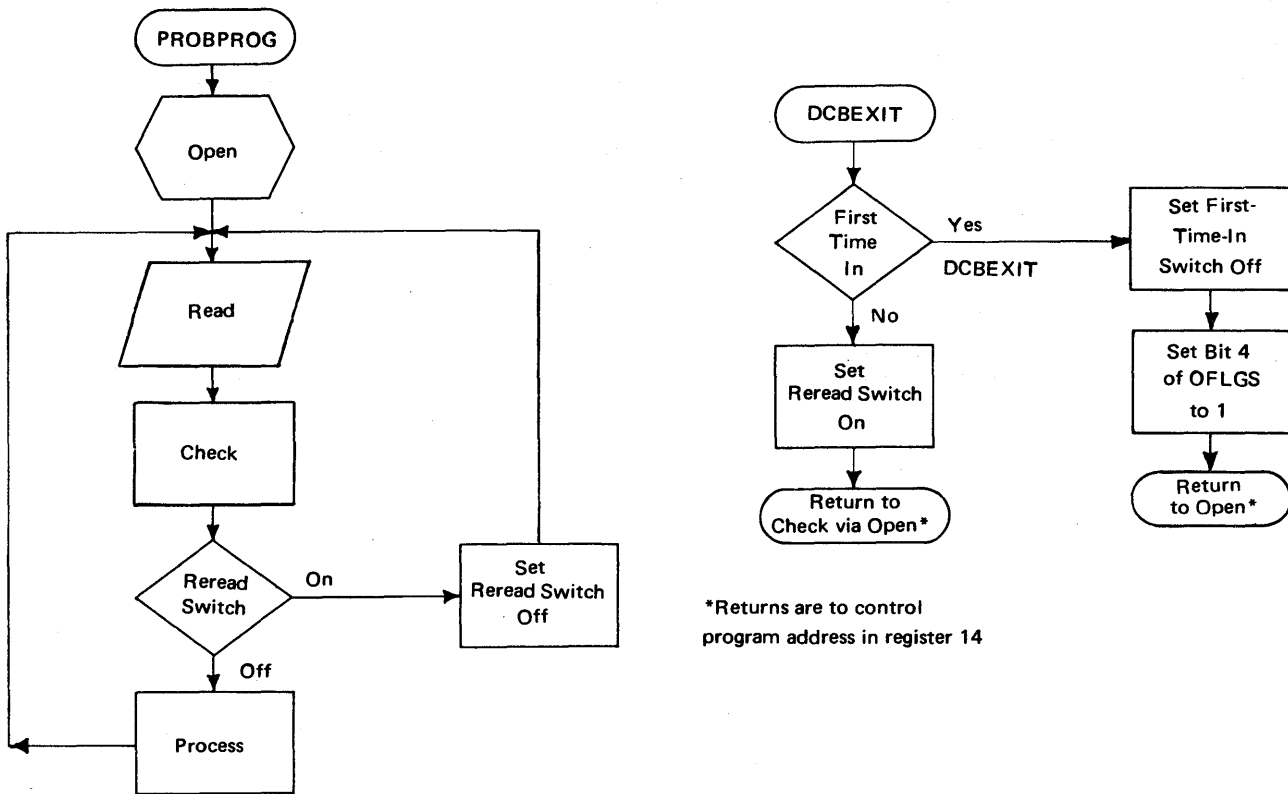 PROBPROG
Open
Read
Check
Reread
Switch
On
Set
Reread Switch
Off
Off
Process
DCBEXIT
First
Time
In
Yes
DCBEXIT
No
Set
Reread Switch
On
Return to
Check via Open*
Set First-
Time-In
Switch Off
Set Bit 4
of OFLGS
to 1
Return
to Open*
*Returns are to control
program address in register 14